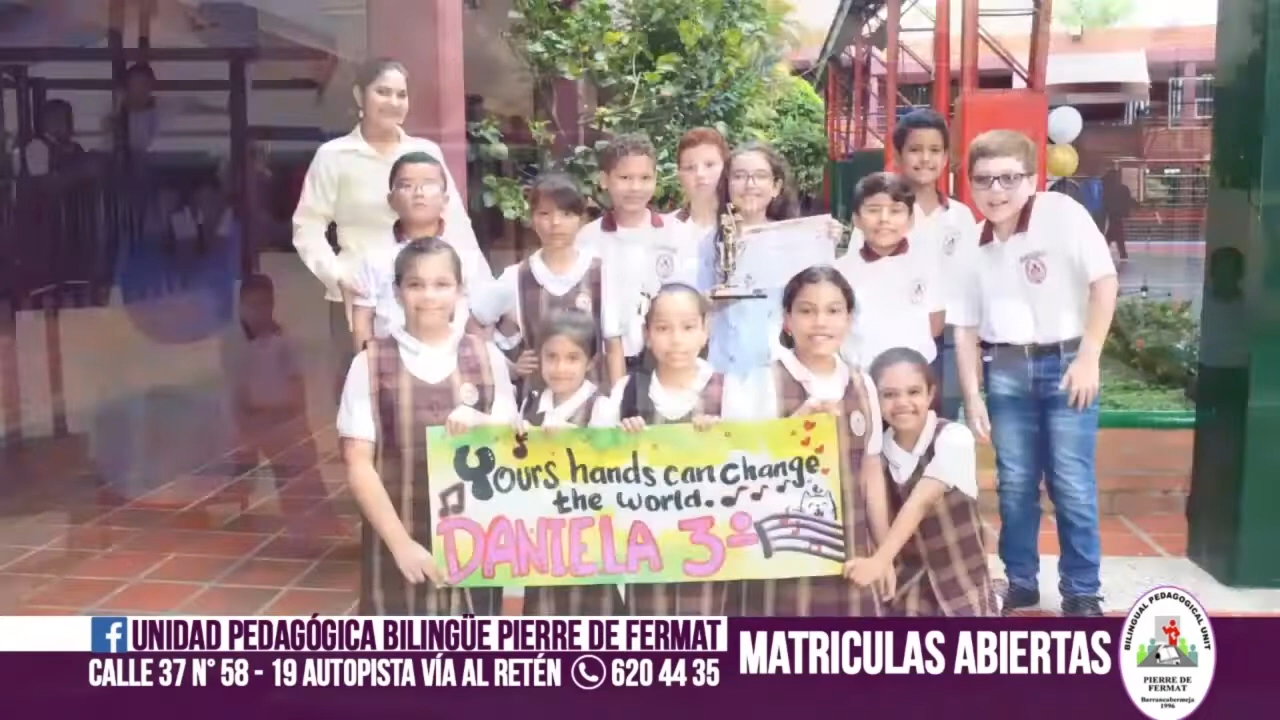 Yours hands can change
the world.
DANIELA 3º
UNIDAD PEDAGÓGICA BILINGÜE PIERRE DE FERMAT
CALLE 37 N° 58 - 19 AUTOPISTA VÍA AL RETÉN 620 44 35
MATRICULAS ABIERTAS
BILINGUAL PEDAGOGICAL UNIT
PIERRE DE
FERMAT
Barrancabermeja
1996